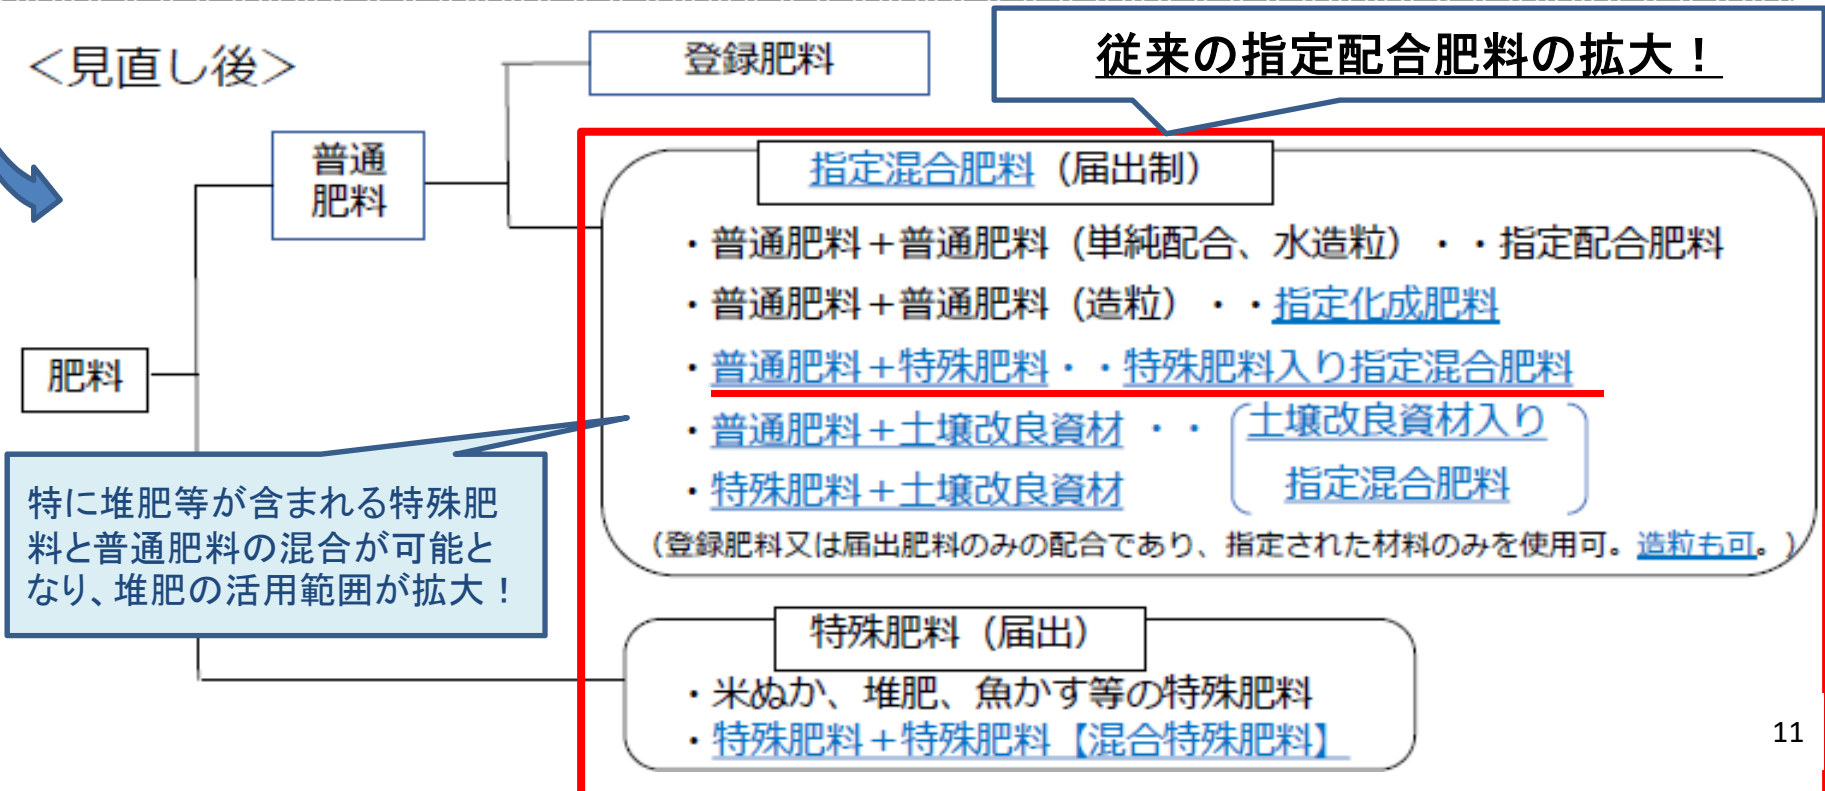 <見直し後>
登録肥料
従来の指定配合肥料の拡大！
普通
肥料
指定混合肥料（届出制）
・普通肥料＋普通肥料（単純配合、水造粒）・・指定配合肥料
・普通肥料＋普通肥料（造粒）・・指定化成肥料
肥料
・普通肥料＋特殊肥料・・特殊肥料入り指定混合肥料
・普通肥料＋土壌改良資材・・
・特殊肥料＋土壌改良資材
土壌改良資材入り
指定混合肥料
（登録肥料又は届出肥料のみの配合であり、指定された材料のみを使用可。造粒も可。）
特に堆肥等が含まれる特殊肥
料と普通肥料の混合が可能と
なり、堆肥の活用範囲が拡大！
特殊肥料（届出）
・米ぬか、堆肥、魚かす等の特殊肥料
・特殊肥料＋特殊肥料【混合特殊肥料】
11